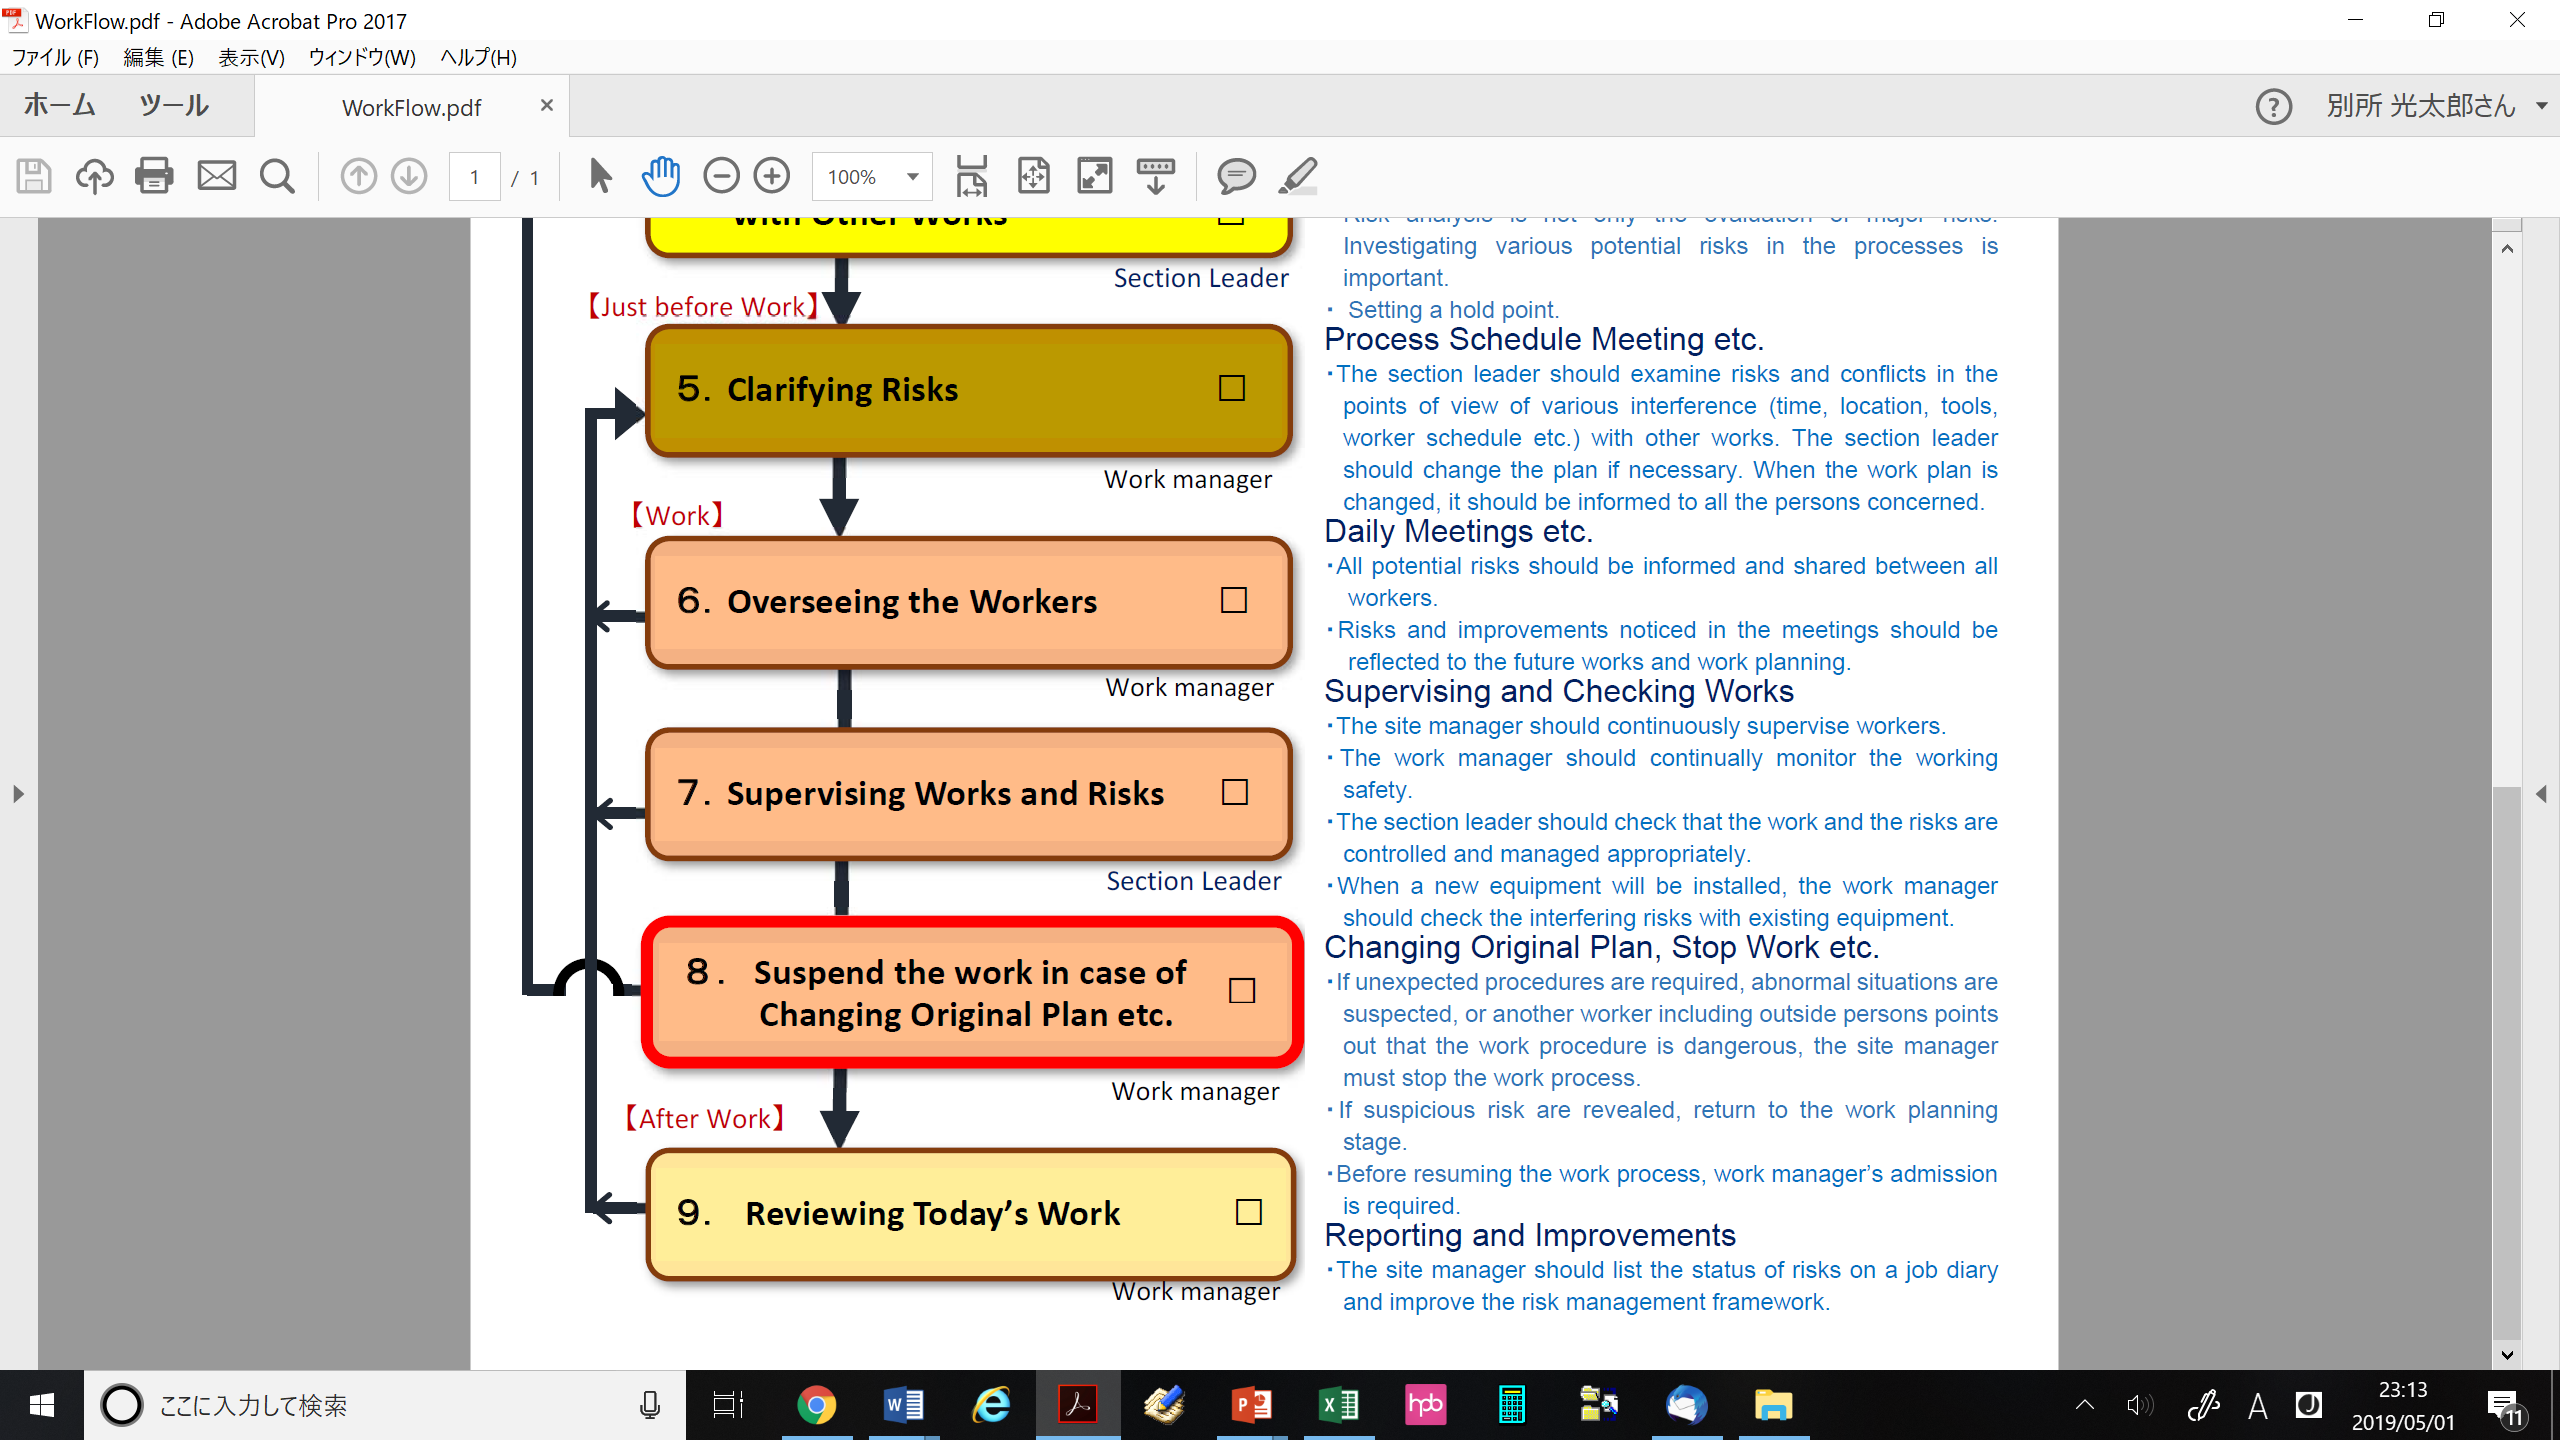 WorkFlow.pdf - Adobe Acrobat Pro 2017
ファイル (F) 編集 (E) 表示(V) ウィンドウ(W) ヘルプ(H)
ホーム ツール WorkFlow.pdf × ? 別所 光太郎さん
1 / 1 100%
with Other Works □
Section Leader
【Just before Work】
5. Clarifying Risks □
Work manager
【Work】
6. Overseeing the Workers □
Work manager
7. Supervising Works and Risks □
Section Leader
8. Suspend the work in case of
Changing Original Plan etc. □
Work manager
【After Work】
9. Reviewing Today’s Work □
Work manager
Risk analysis is not only the evaluation of major risks.
Investigating various potential risks in the processes is
important.
・ Setting a hold point.
Process Schedule Meeting etc.
・The section leader should examine risks and conflicts in the
points of view of various interference (time, location, tools,
worker schedule etc.) with other works. The section leader
should change the plan if necessary. When the work plan is
changed, it should be informed to all the persons concerned.
Daily Meetings etc.
・All potential risks should be informed and shared between all
workers.
・Risks and improvements noticed in the meetings should be
reflected to the future works and work planning.
Supervising and Checking Works
・The site manager should continuously supervise workers.
・The work manager should continually monitor the working
safety.
・The section leader should check that the work and the risks are
controlled and managed appropriately.
・When a new equipment will be installed, the work manager
should check the interfering risks with existing equipment.
Changing Original Plan, Stop Work etc.
・If unexpected procedures are required, abnormal situations are
suspected, or another worker including outside persons points
out that the work procedure is dangerous, the site manager
must stop the work process.
・If suspicious risk are revealed, return to the work planning
stage.
・Before resuming the work process, work manager’s admission
is required.
Reporting and Improvements
・The site manager should list the status of risks on a job diary
and improve the risk management framework.
ここに入力して検索
hpb
A
J
23:13
2019/05/01
11